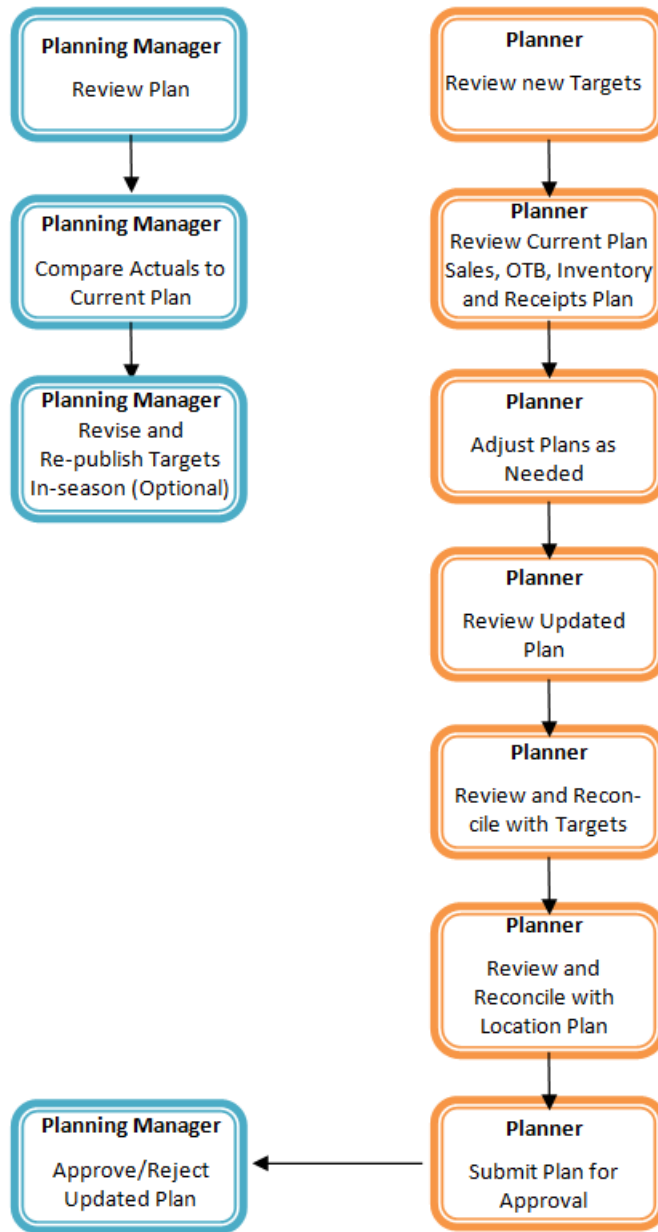 Planning Manager
Review Plan
Planning Manager
Compare Actuals to
Current Plan
Planning Manager
Revise and
Re-publish Targets
In-season (Optional)
Planner
Review new Targets
Planner
Review Current Plan
Sales, OTB, Inventory
and Receipts Plan
Planner
Adjust Plans as
Needed
Planner
Review Updated
Plan
Planner
Review and Recon-
cile with Targets
Planner
Review and
Reconcile with
Location Plan
Planner
Submit Plan for
Approval
Planning Manager
Approve/Reject
Updated Plan